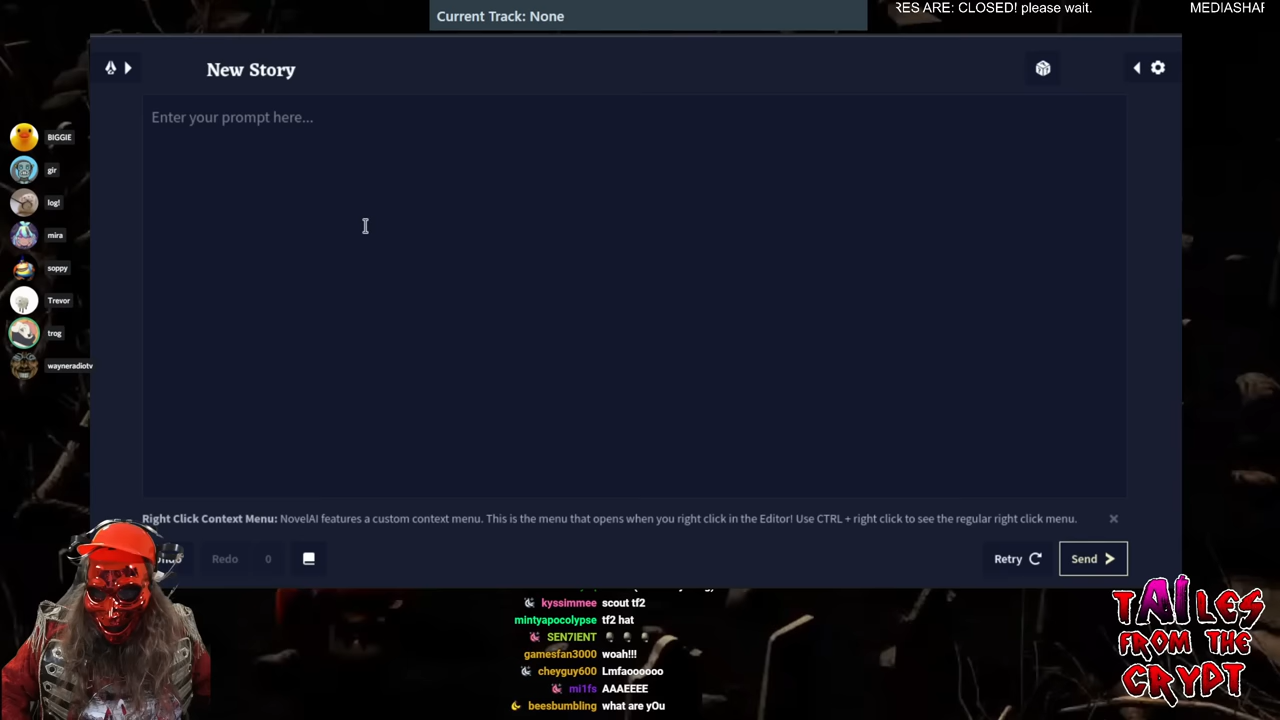 Current Track: None
RES ARE: CLOSED! please wait.
MEDIASHAR
New Story
Enter your prompt here...
BIGGIE
gir
log!
mira
soppy
Trevor
trog
wayneradiotv
Right Click Context Menu: NovelAI features a custom context menu. This is the menu that opens when you right click in the Editor! Use CTRL + right click to see the regular right click menu.
Redo 0
Retry
Send
kyssimmee scout tf2
mintyapocolypse tf2 hat
SEN7IENT
gamesfan3000 woah!!!
cheyguy600 Lmfaoooooo
mi1fs AAAEEEE
beesbumbling what are yOu
TAILES
FROM THE
CRYPT